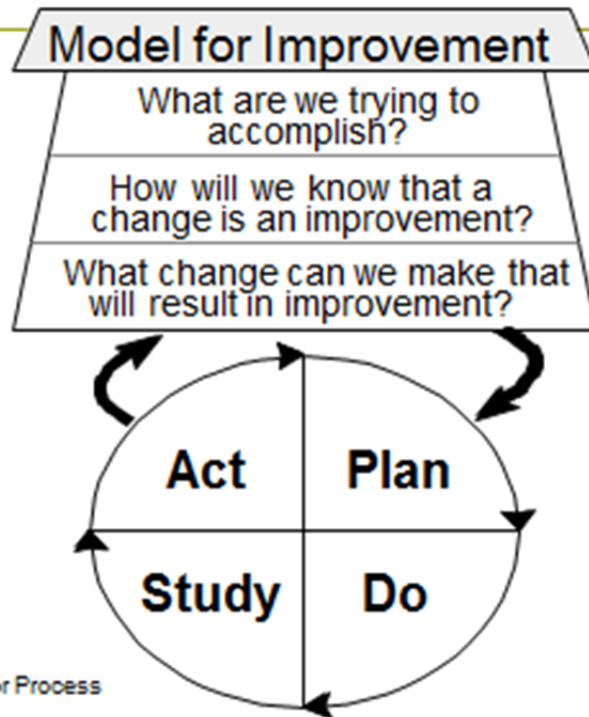 Model for Improvement
What are we trying to
accomplish?
How will we know that a
change is an improvement?
What change can we make that
will result in improvement?
Act
Plan
Study
Do
Process